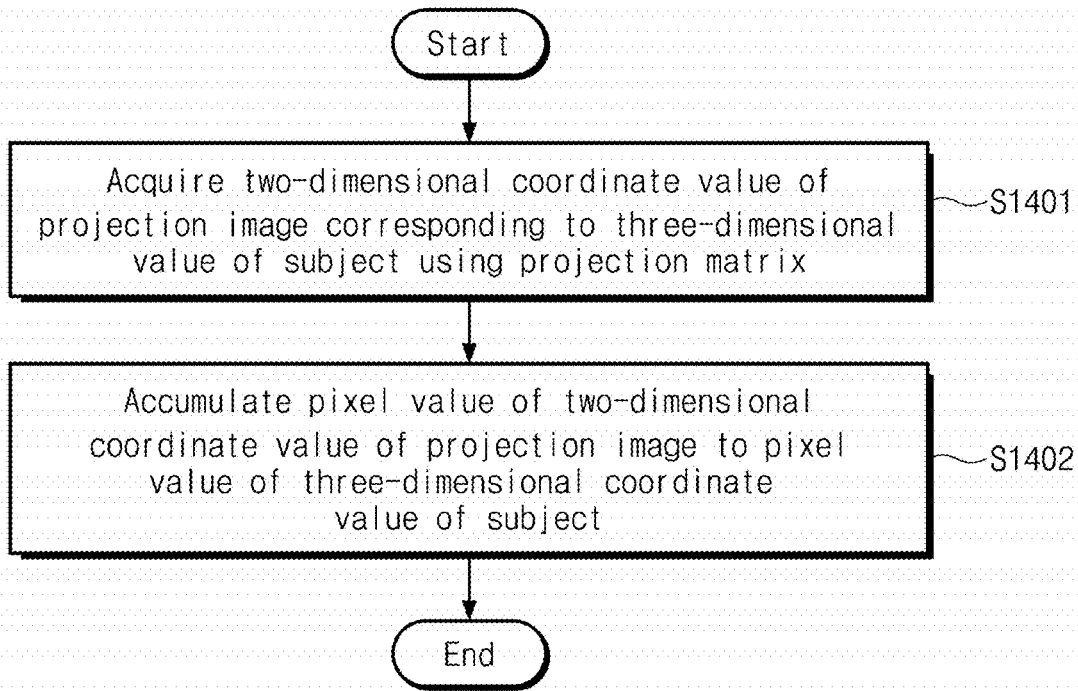 Start
Acquire two-dimensional coordinate value of
projection image corresponding to three-dimensional
value of subject using projection matrix
S1401
Accumulate pixel value of two-dimensional
coordinate value of projection image to pixel
value of three-dimensional coordinate
value of subject
S1402
End